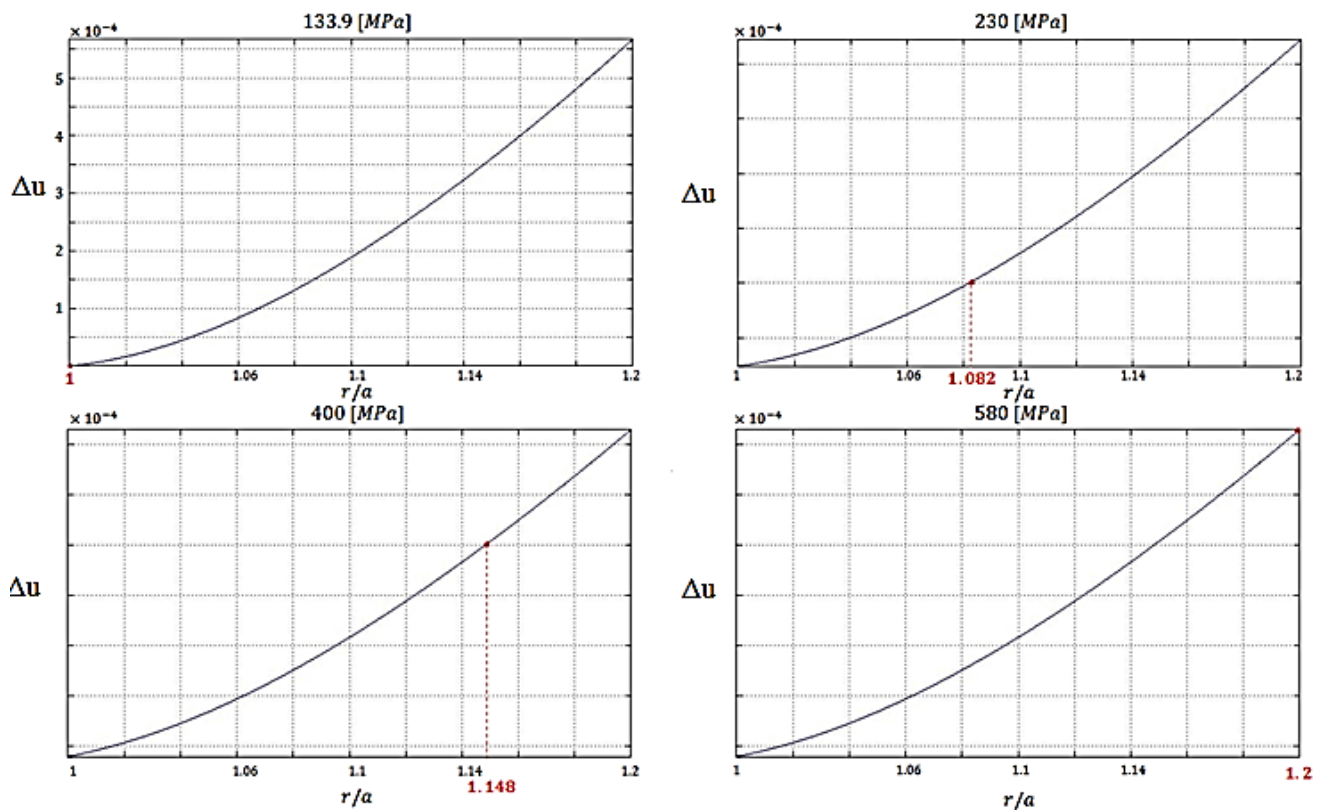 133.9 [MPa]
× 10⁻⁴
5
4
Δu
3
2
1
1 1.06 1.1 1.14 1.2
r/a
230 [MPa]
× 10⁻⁴
Δu
1 1.06 1.082 1.1 1.14 1.2
r/a
400 [MPa]
× 10⁻⁴
Δu
1 1.06 1.1 1.14 1.148 1.2
r/a
580 [MPa]
× 10⁻⁴
Δu
1 1.06 1.1 1.14 1.2
r/a